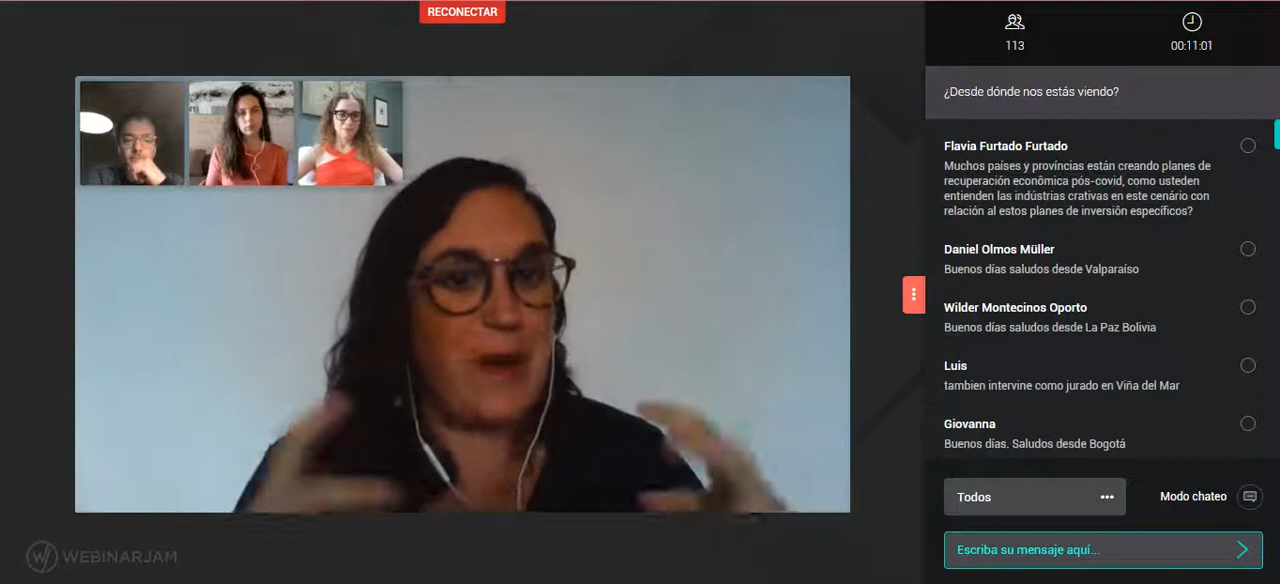 RECONECTAR
113
00:11:01
¿Desde dónde nos estás viendo?
Flavia Furtado Furtado
Muchos países y províncias están creando planes de
recuperación econômica pós-covid, como usteden
entienden las indústrias crativas en este cenário con
relación al estos planes de inversión específicos?
Daniel Olmos Müller
Buenos días saludos desde Valparaíso
Wilder Montecinos Oporto
Buenos días saludos desde La Paz Bolivia
Luis
tambien intervine como jurado en Viña del Mar
Giovanna
Buenos días. Saludos desde Bogotá
Todos
Modo chateo
Escriba su mensaje aquí...
WEBINARJAM